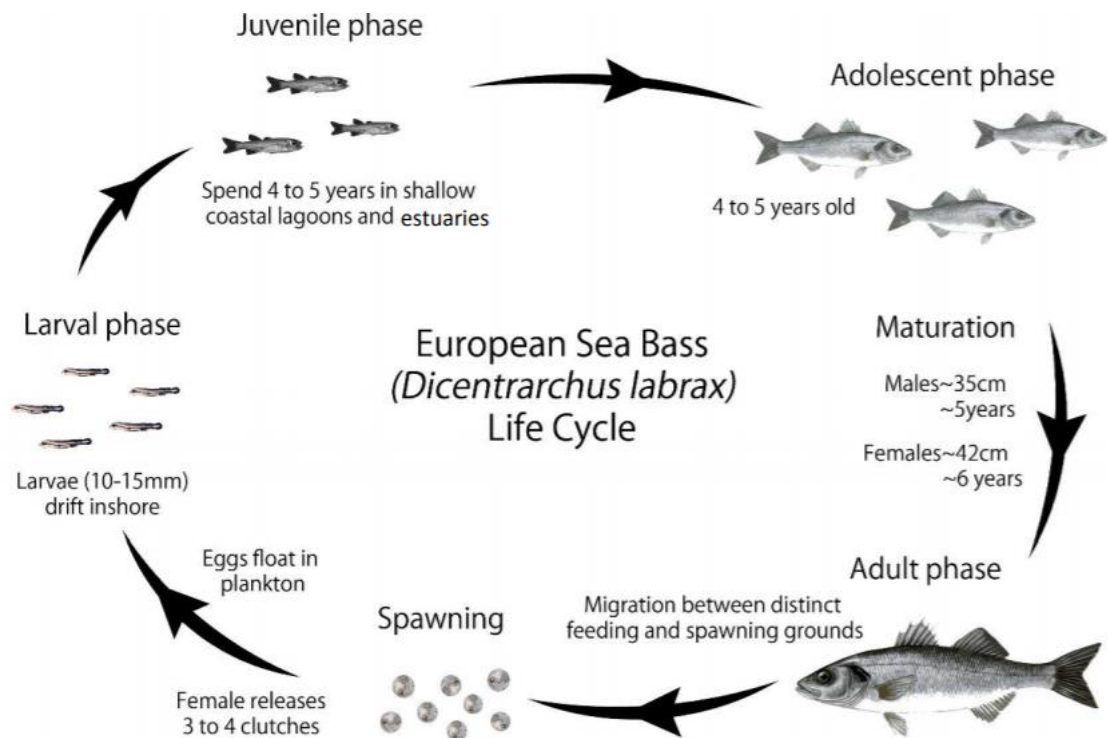 Juvenile phase
Spend 4 to 5 years in shallow
coastal lagoons and estuaries
Adolescent phase
4 to 5 years old
Larval phase
Larvae (10-15mm)
drift inshore
European Sea Bass
(Dicentrarchus labrax)
Life Cycle
Maturation
Males~35cm
~5years
Females~42cm
~6 years
Adult phase
Migration between distinct
feeding and spawning grounds
Spawning
Eggs float in
plankton
Female releases
3 to 4 clutches